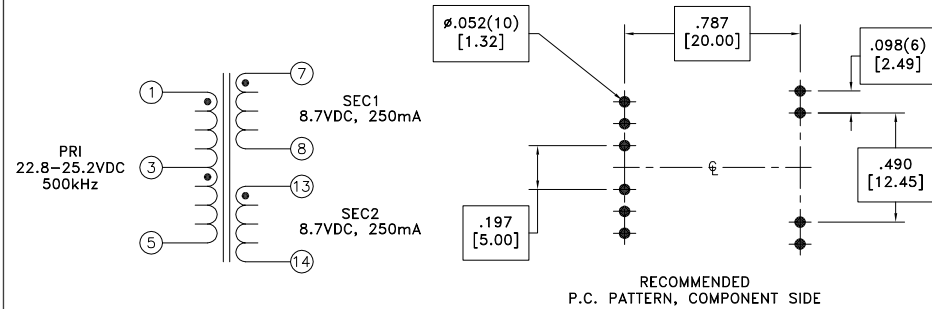 1
3
5
PRI
22.8-25.2VDC
500kHz
7
8
SEC1
8.7VDC, 250mA
13
14
SEC2
8.7VDC, 250mA
ø.052(10)
[1.32]
.787
[20.00]
.098(6)
[2.49]
℄
.490
[12.45]
.197
[5.00]
RECOMMENDED
P.C. PATTERN, COMPONENT SIDE